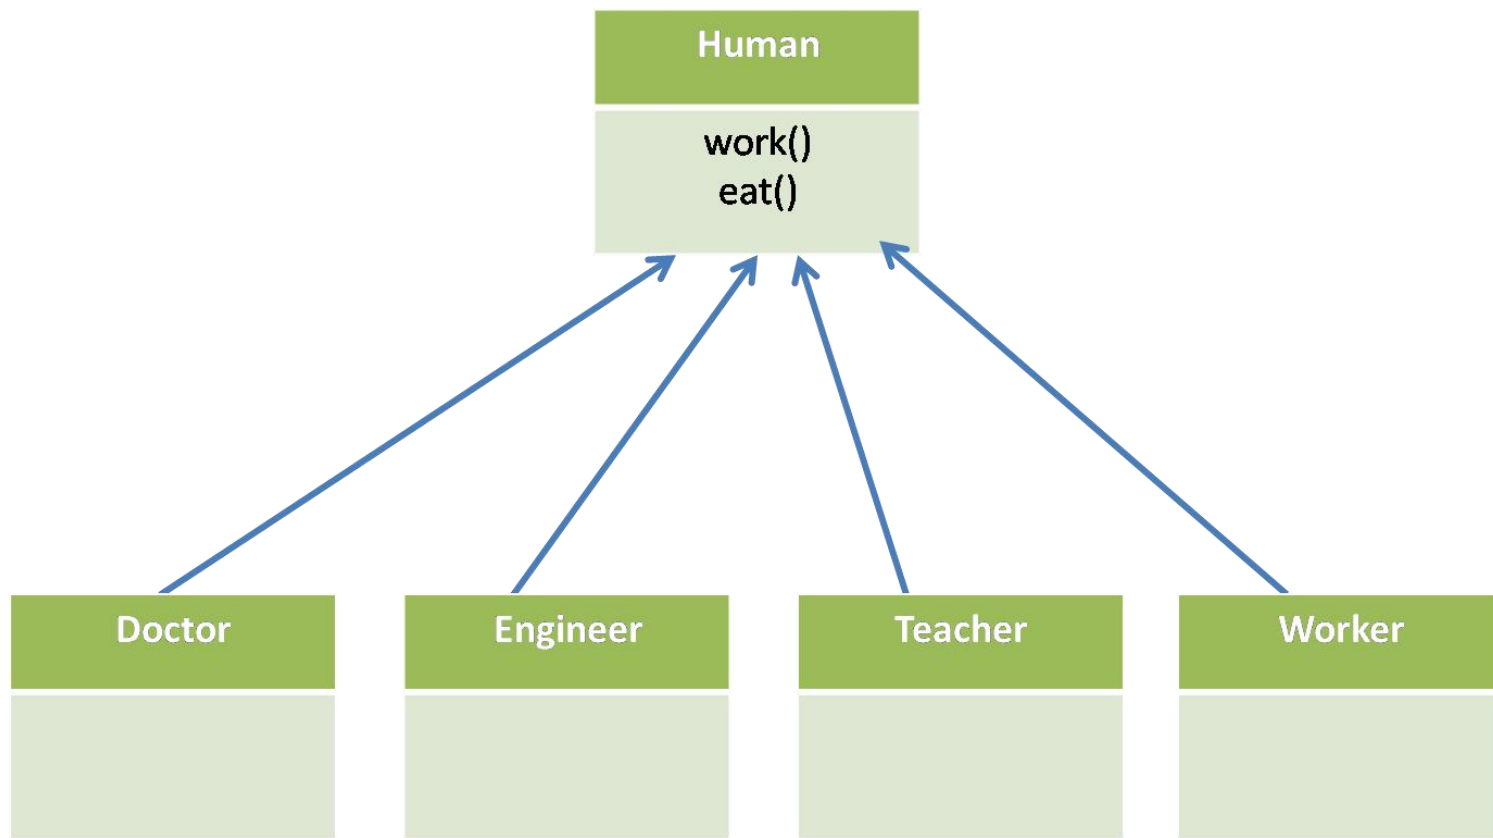 Human
work()
eat()
Doctor
Engineer
Teacher
Worker